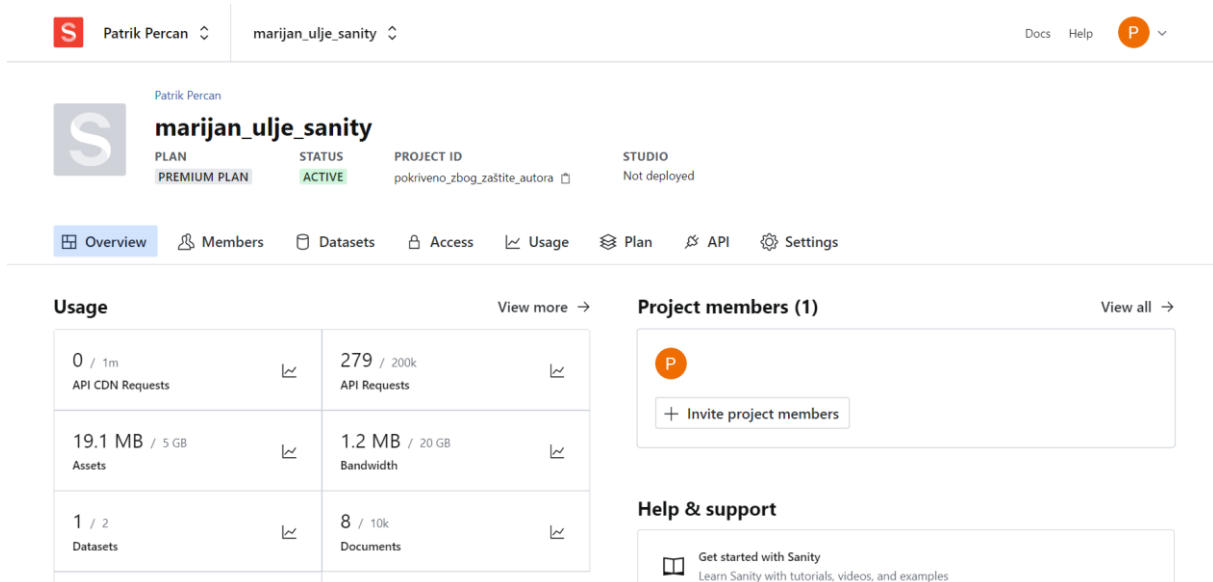 S Patrik Percan marijan_ulje_sanity Docs Help P
Patrik Percan
S marijan_ulje_sanity
PLAN STATUS PROJECT ID STUDIO
PREMIUM PLAN ACTIVE pokriveno_zbog_zaštite_autora Not deployed
Overview Members Datasets Access Usage Plan API Settings
Usage View more →
0 / 1m
API CDN Requests
279 / 200k
API Requests
19.1 MB / 5 GB
Assets
1.2 MB / 20 GB
Bandwidth
1 / 2
Datasets
8 / 10k
Documents
Project members (1) View all →
P
+ Invite project members
Help & support
Get started with Sanity
Learn Sanity with tutorials, videos, and examples